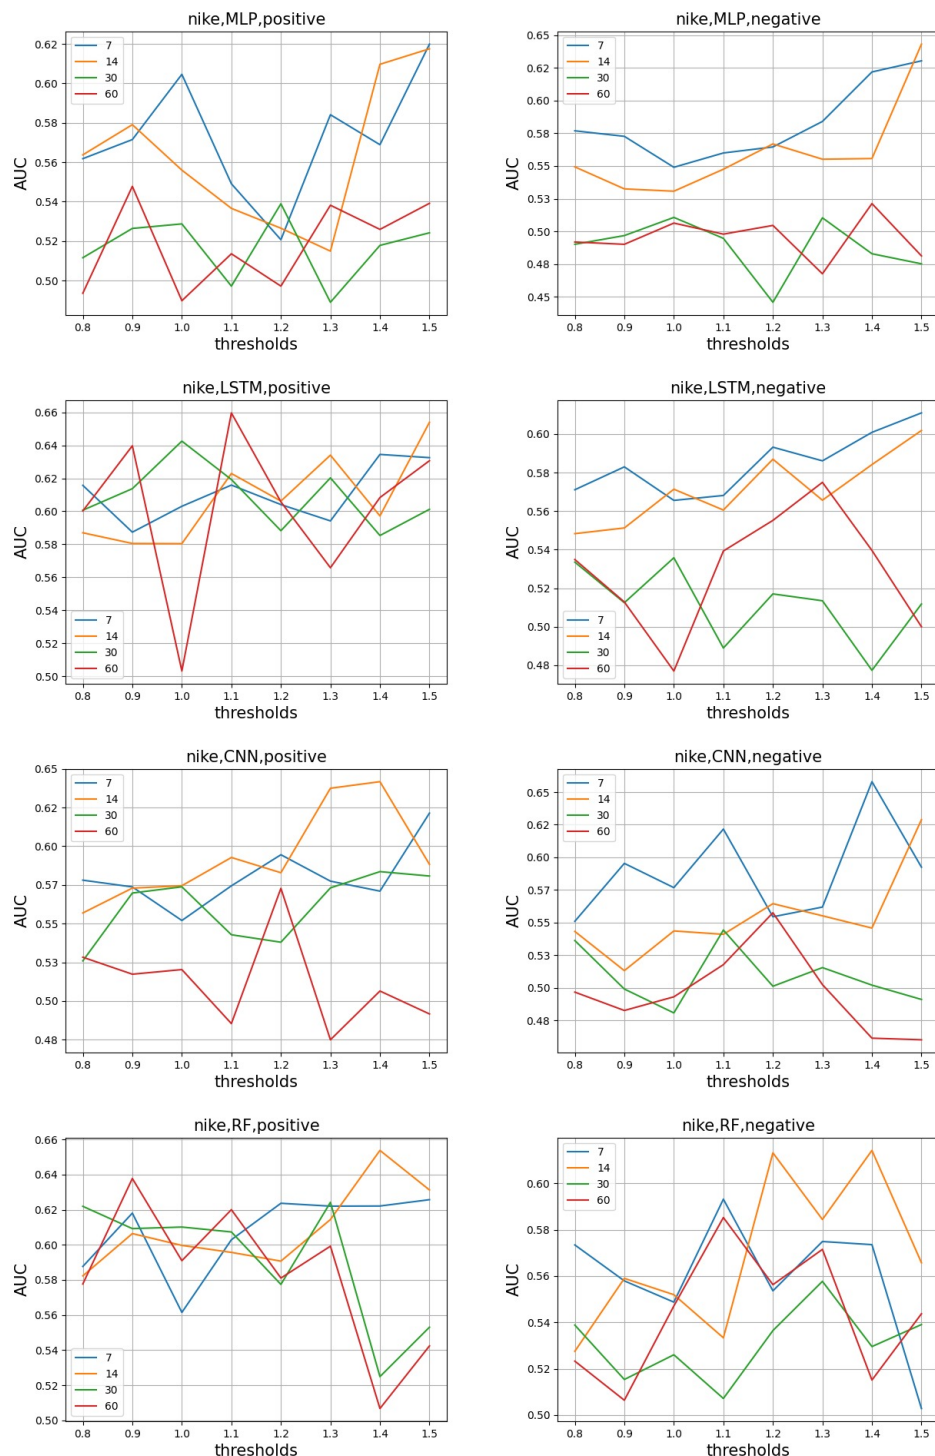 nike,MLP,positive
7
14
30
60
AUC
0.62
0.60
0.58
0.56
0.54
0.52
0.50
0.8 0.9 1.0 1.1 1.2 1.3 1.4 1.5
thresholds
nike,MLP,negative
7
14
30
60
AUC
0.65
0.62
0.60
0.58
0.55
0.53
0.50
0.48
0.45
0.8 0.9 1.0 1.1 1.2 1.3 1.4 1.5
thresholds
nike,LSTM,positive
AUC
0.66
0.64
0.62
0.60
0.58
0.56
0.54
0.52
0.50
7
14
30
60
0.8 0.9 1.0 1.1 1.2 1.3 1.4 1.5
thresholds
nike,LSTM,negative
AUC
0.60
0.58
0.56
0.54
0.52
0.50
0.48
7
14
30
60
0.8 0.9 1.0 1.1 1.2 1.3 1.4 1.5
thresholds
nike,CNN,positive
7
14
30
60
AUC
0.65
0.62
0.60
0.57
0.55
0.53
0.50
0.48
0.8 0.9 1.0 1.1 1.2 1.3 1.4 1.5
thresholds
nike,CNN,negative
7
14
30
60
AUC
0.65
0.62
0.60
0.57
0.55
0.53
0.50
0.48
0.8 0.9 1.0 1.1 1.2 1.3 1.4 1.5
thresholds
nike,RF,positive
AUC
0.66
0.64
0.62
0.60
0.58
0.56
0.54
0.52
0.50
7
14
30
60
0.8 0.9 1.0 1.1 1.2 1.3 1.4 1.5
thresholds
nike,RF,negative
7
14
30
60
AUC
0.60
0.58
0.56
0.54
0.52
0.50
0.8 0.9 1.0 1.1 1.2 1.3 1.4 1.5
thresholds